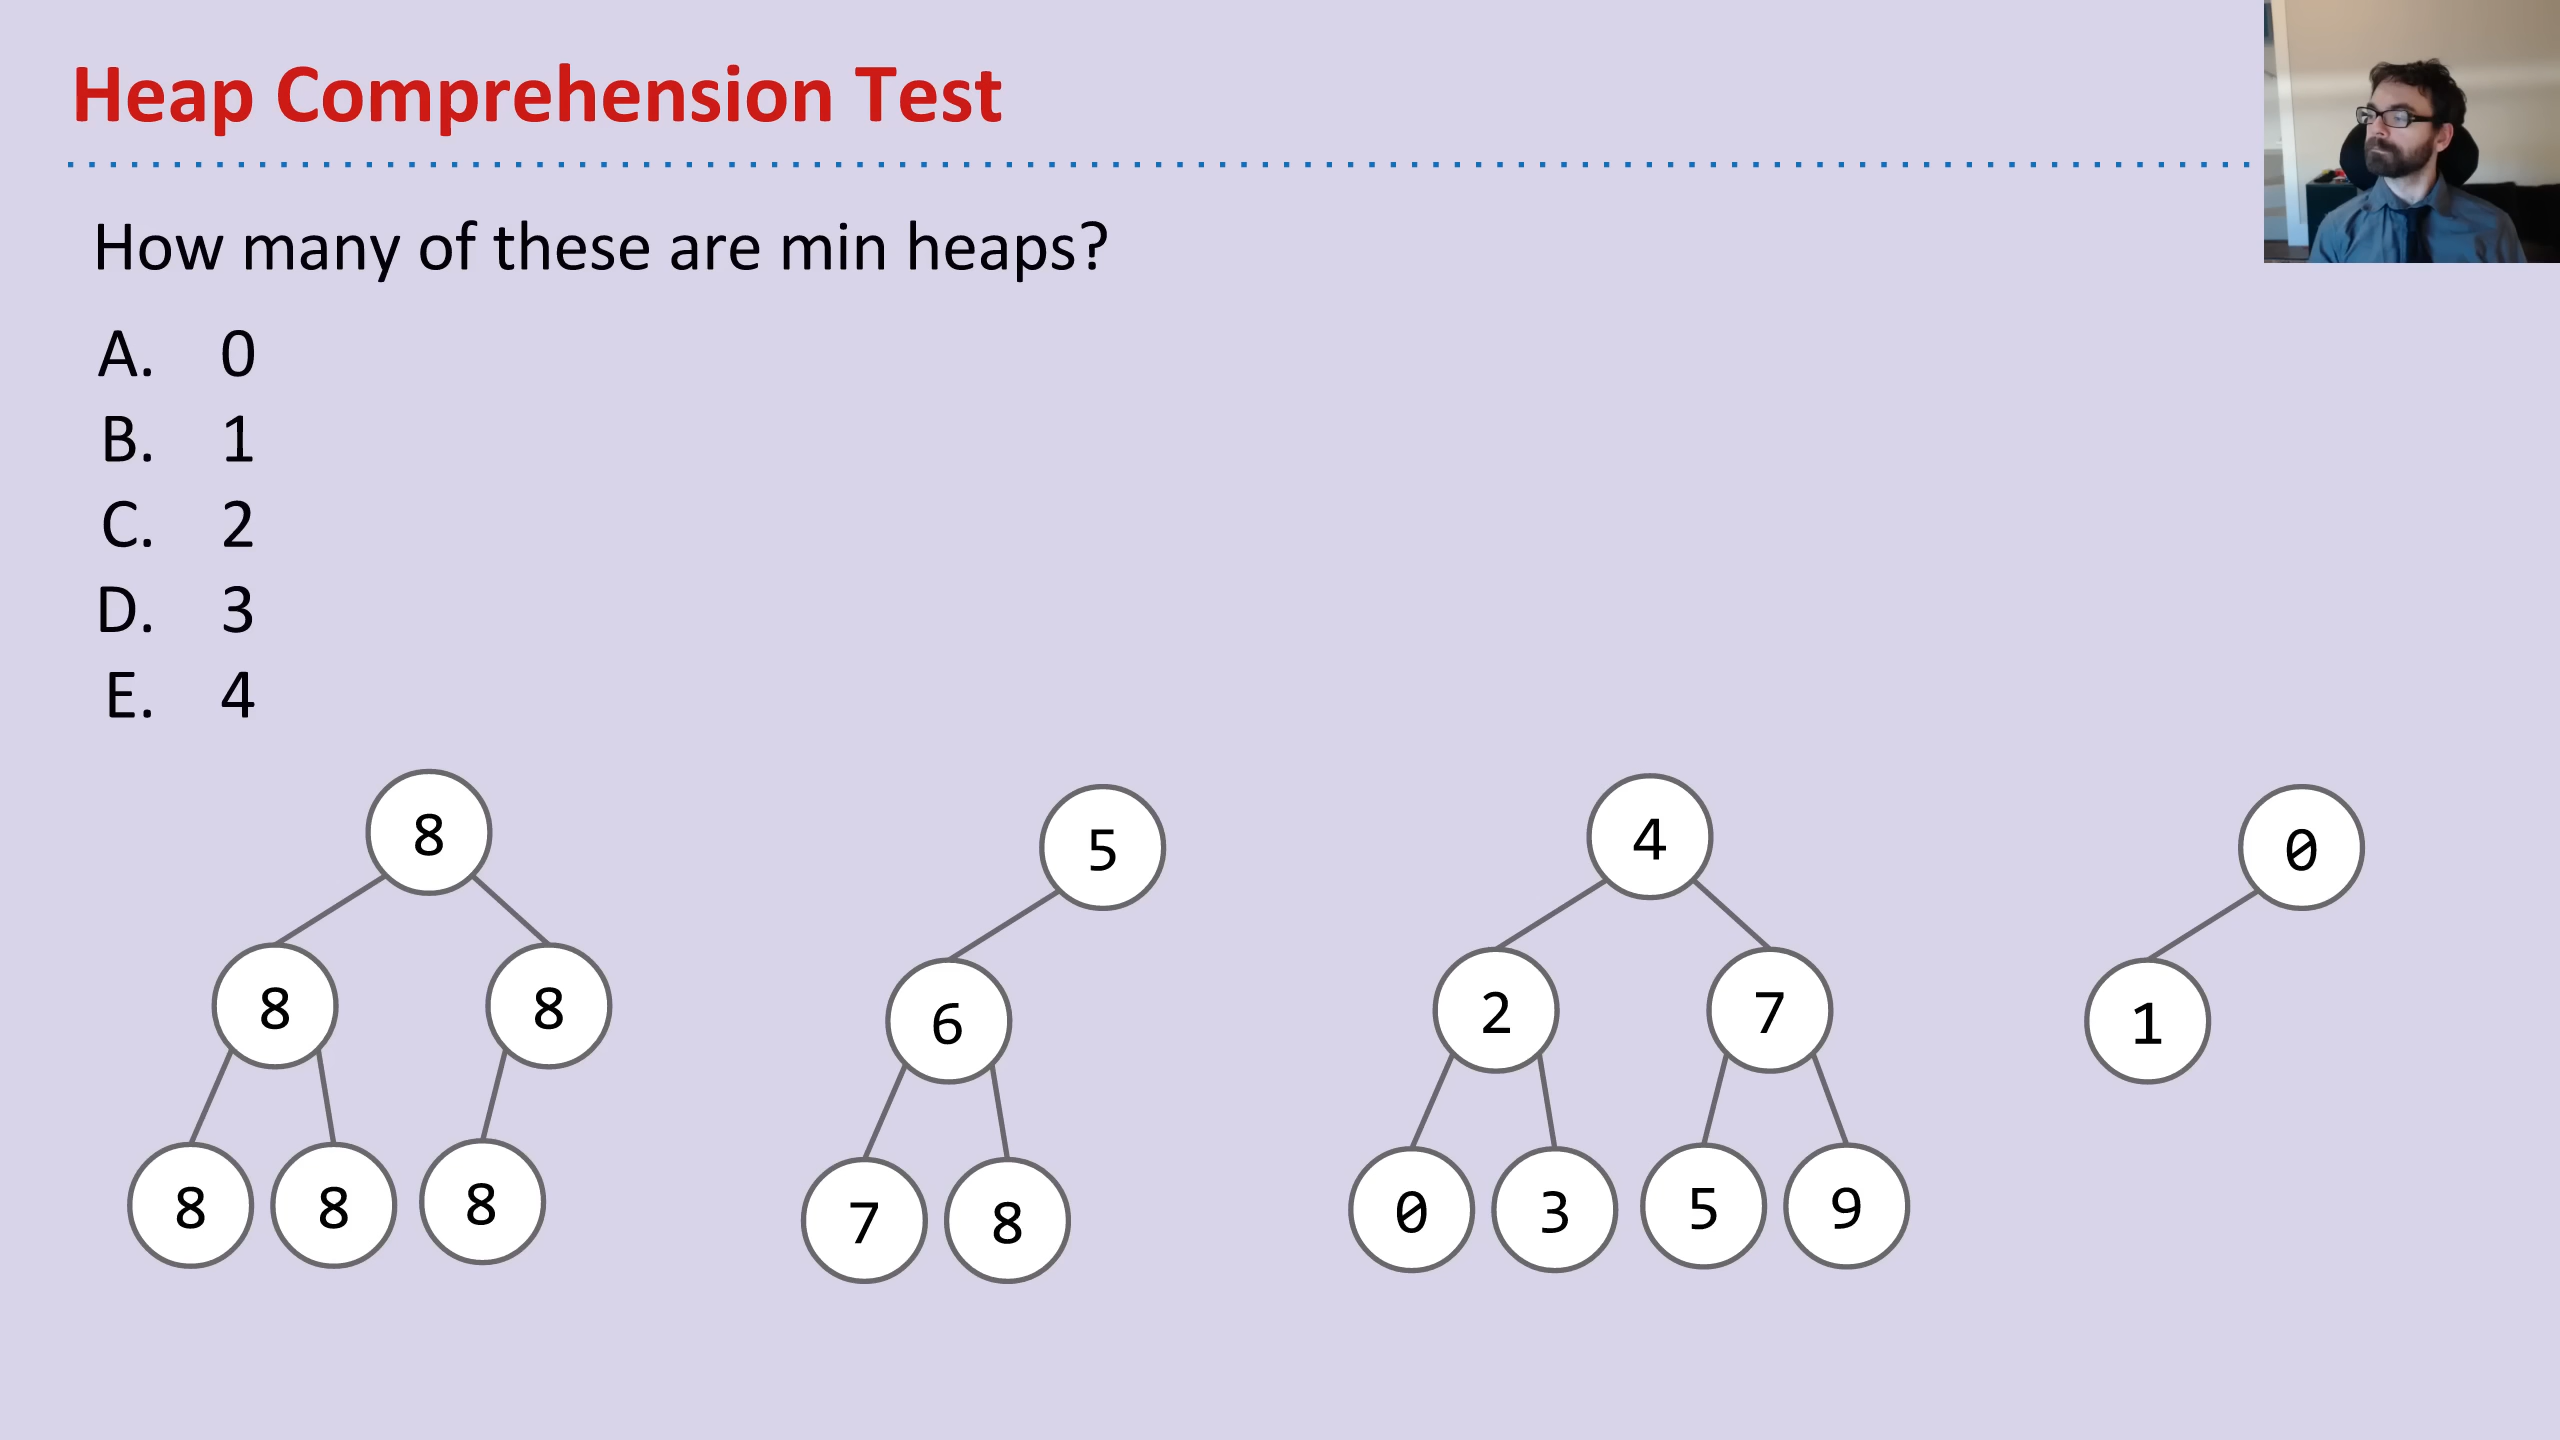 Heap Comprehension Test
How many of these are min heaps?
A. 0
B. 1
C. 2
D. 3
E. 4
8
8 8
8 8 8
5
6
7 8
4
2 7
0 3 5 9
0
1